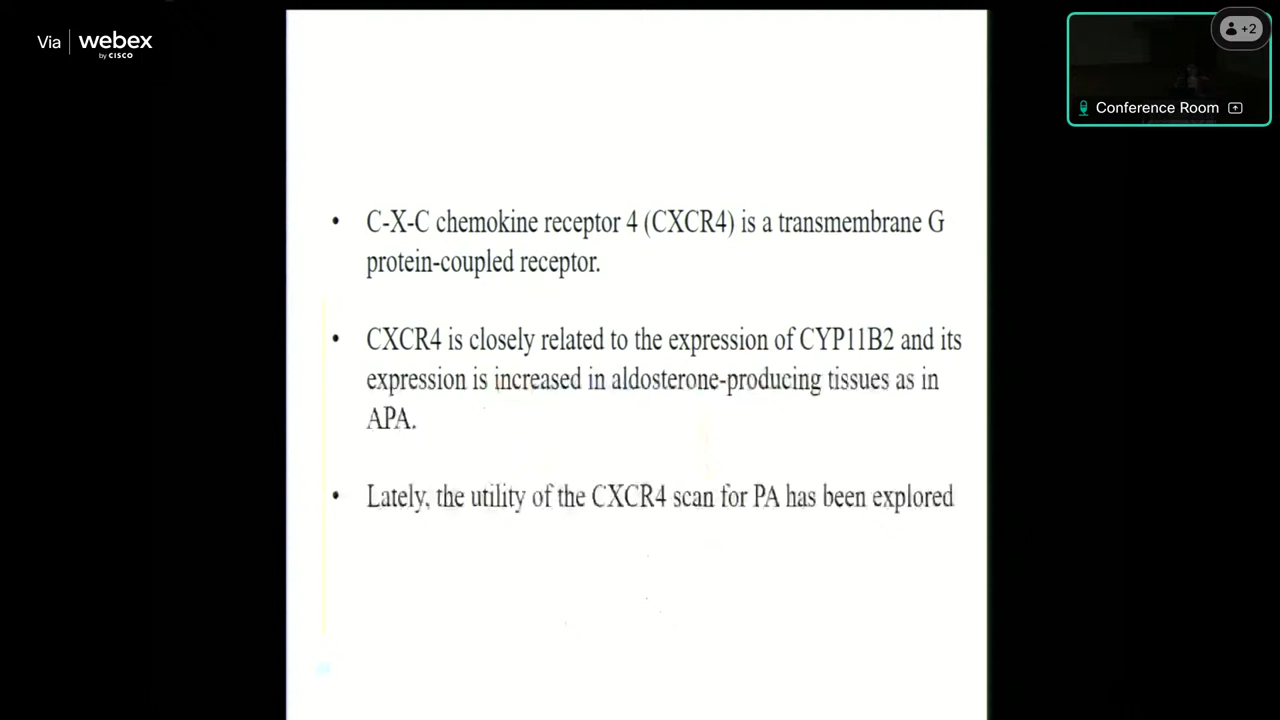 Via webex
by CISCO
+2
Conference Room
• C-X-C chemokine receptor 4 (CXCR4) is a transmembrane G
protein-coupled receptor.
• CXCR4 is closely related to the expression of CYP11B2 and its
expression is increased in aldosterone-producing tissues as in
APA.
• Lately, the utility of the CXCR4 scan for PA has been explored